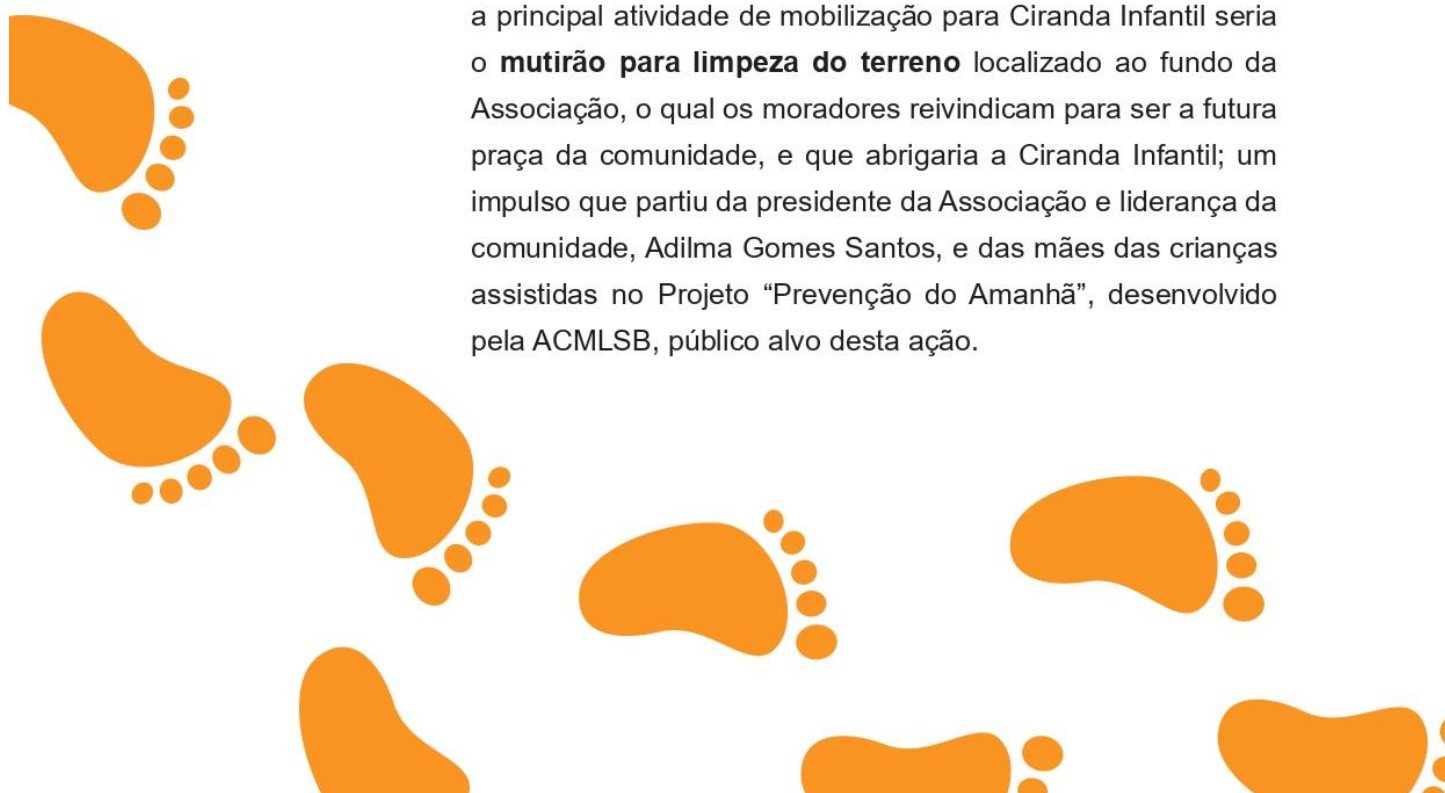 a principal atividade de mobilização para Ciranda Infantil seria
o mutirão para limpeza do terreno localizado ao fundo da
Associação, o qual os moradores reivindicam para ser a futura
praça da comunidade, e que abrigaria a Ciranda Infantil; um
impulso que partiu da presidente da Associação e liderança da
comunidade, Adilma Gomes Santos, e das mães das crianças
assistidas no Projeto “Prevenção do Amanhã”, desenvolvido
pela ACMLSB, público alvo desta ação.